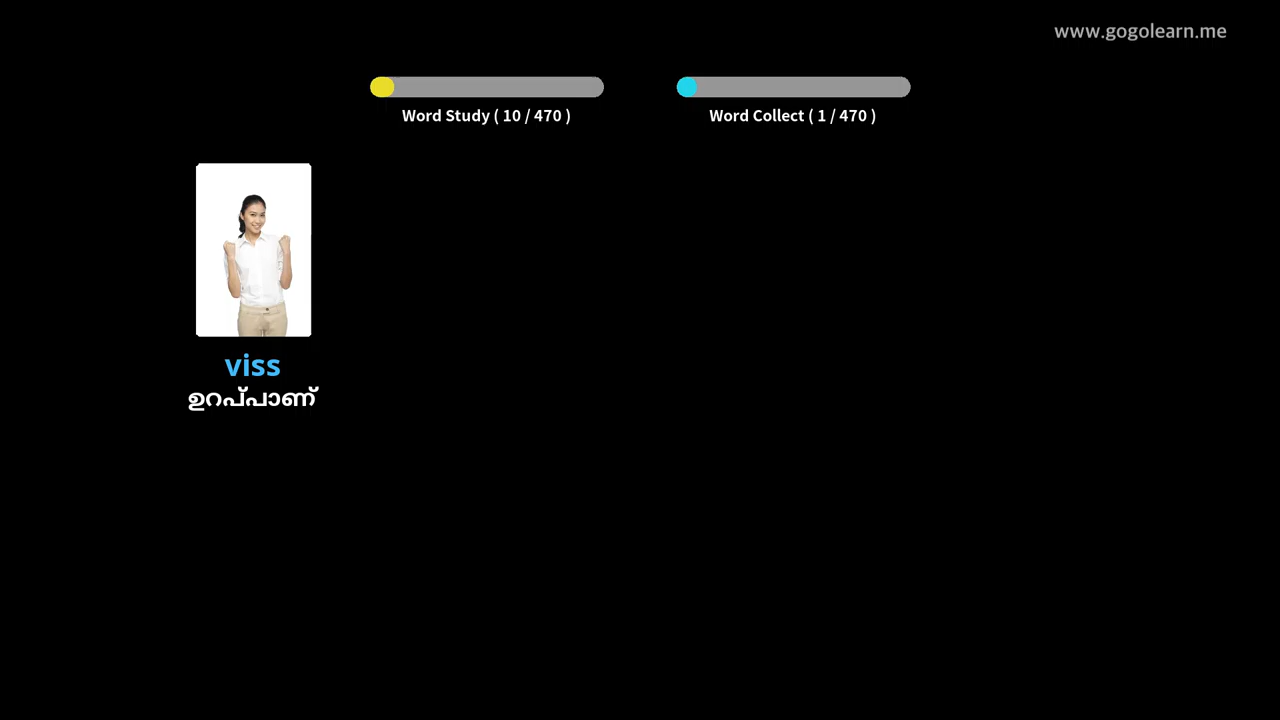 www.gogolearn.me
Word Study ( 10 / 470 )
Word Collect ( 1 / 470 )
viss
ഉറപ്പാണ്